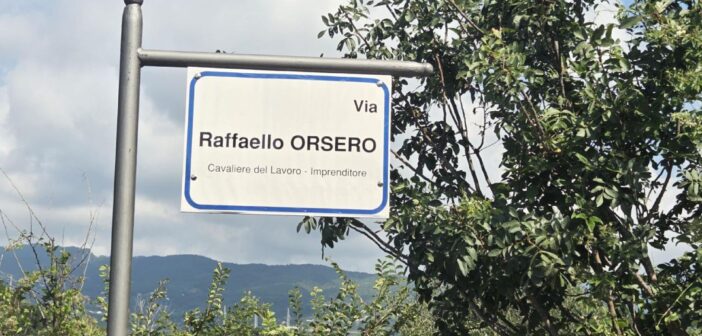 Via
Raffaello ORSERO
Cavaliere del Lavoro - Imprenditore